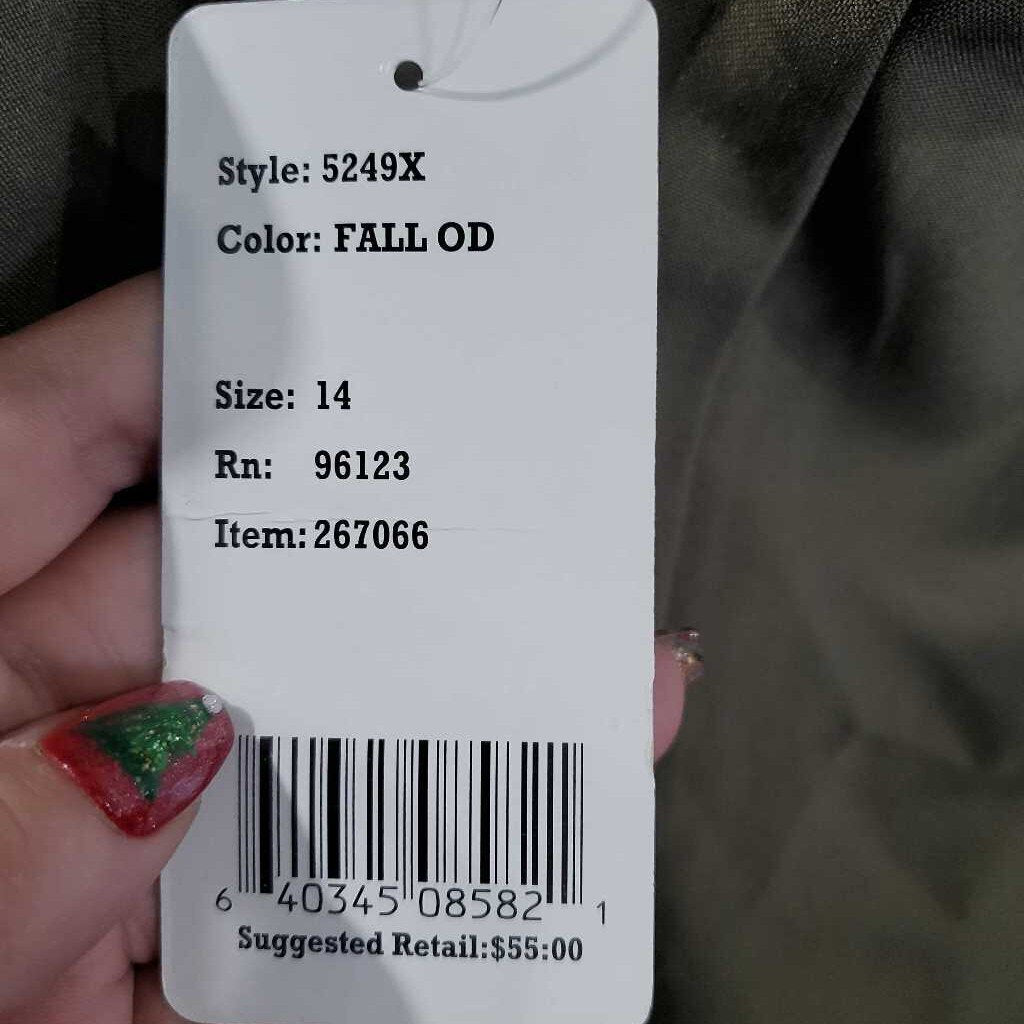 Style: 5249X
Color: FALL OD
Size: 14
Rn: 96123
Item: 267066
6 40345 08582 1
Suggested Retail:$55:00